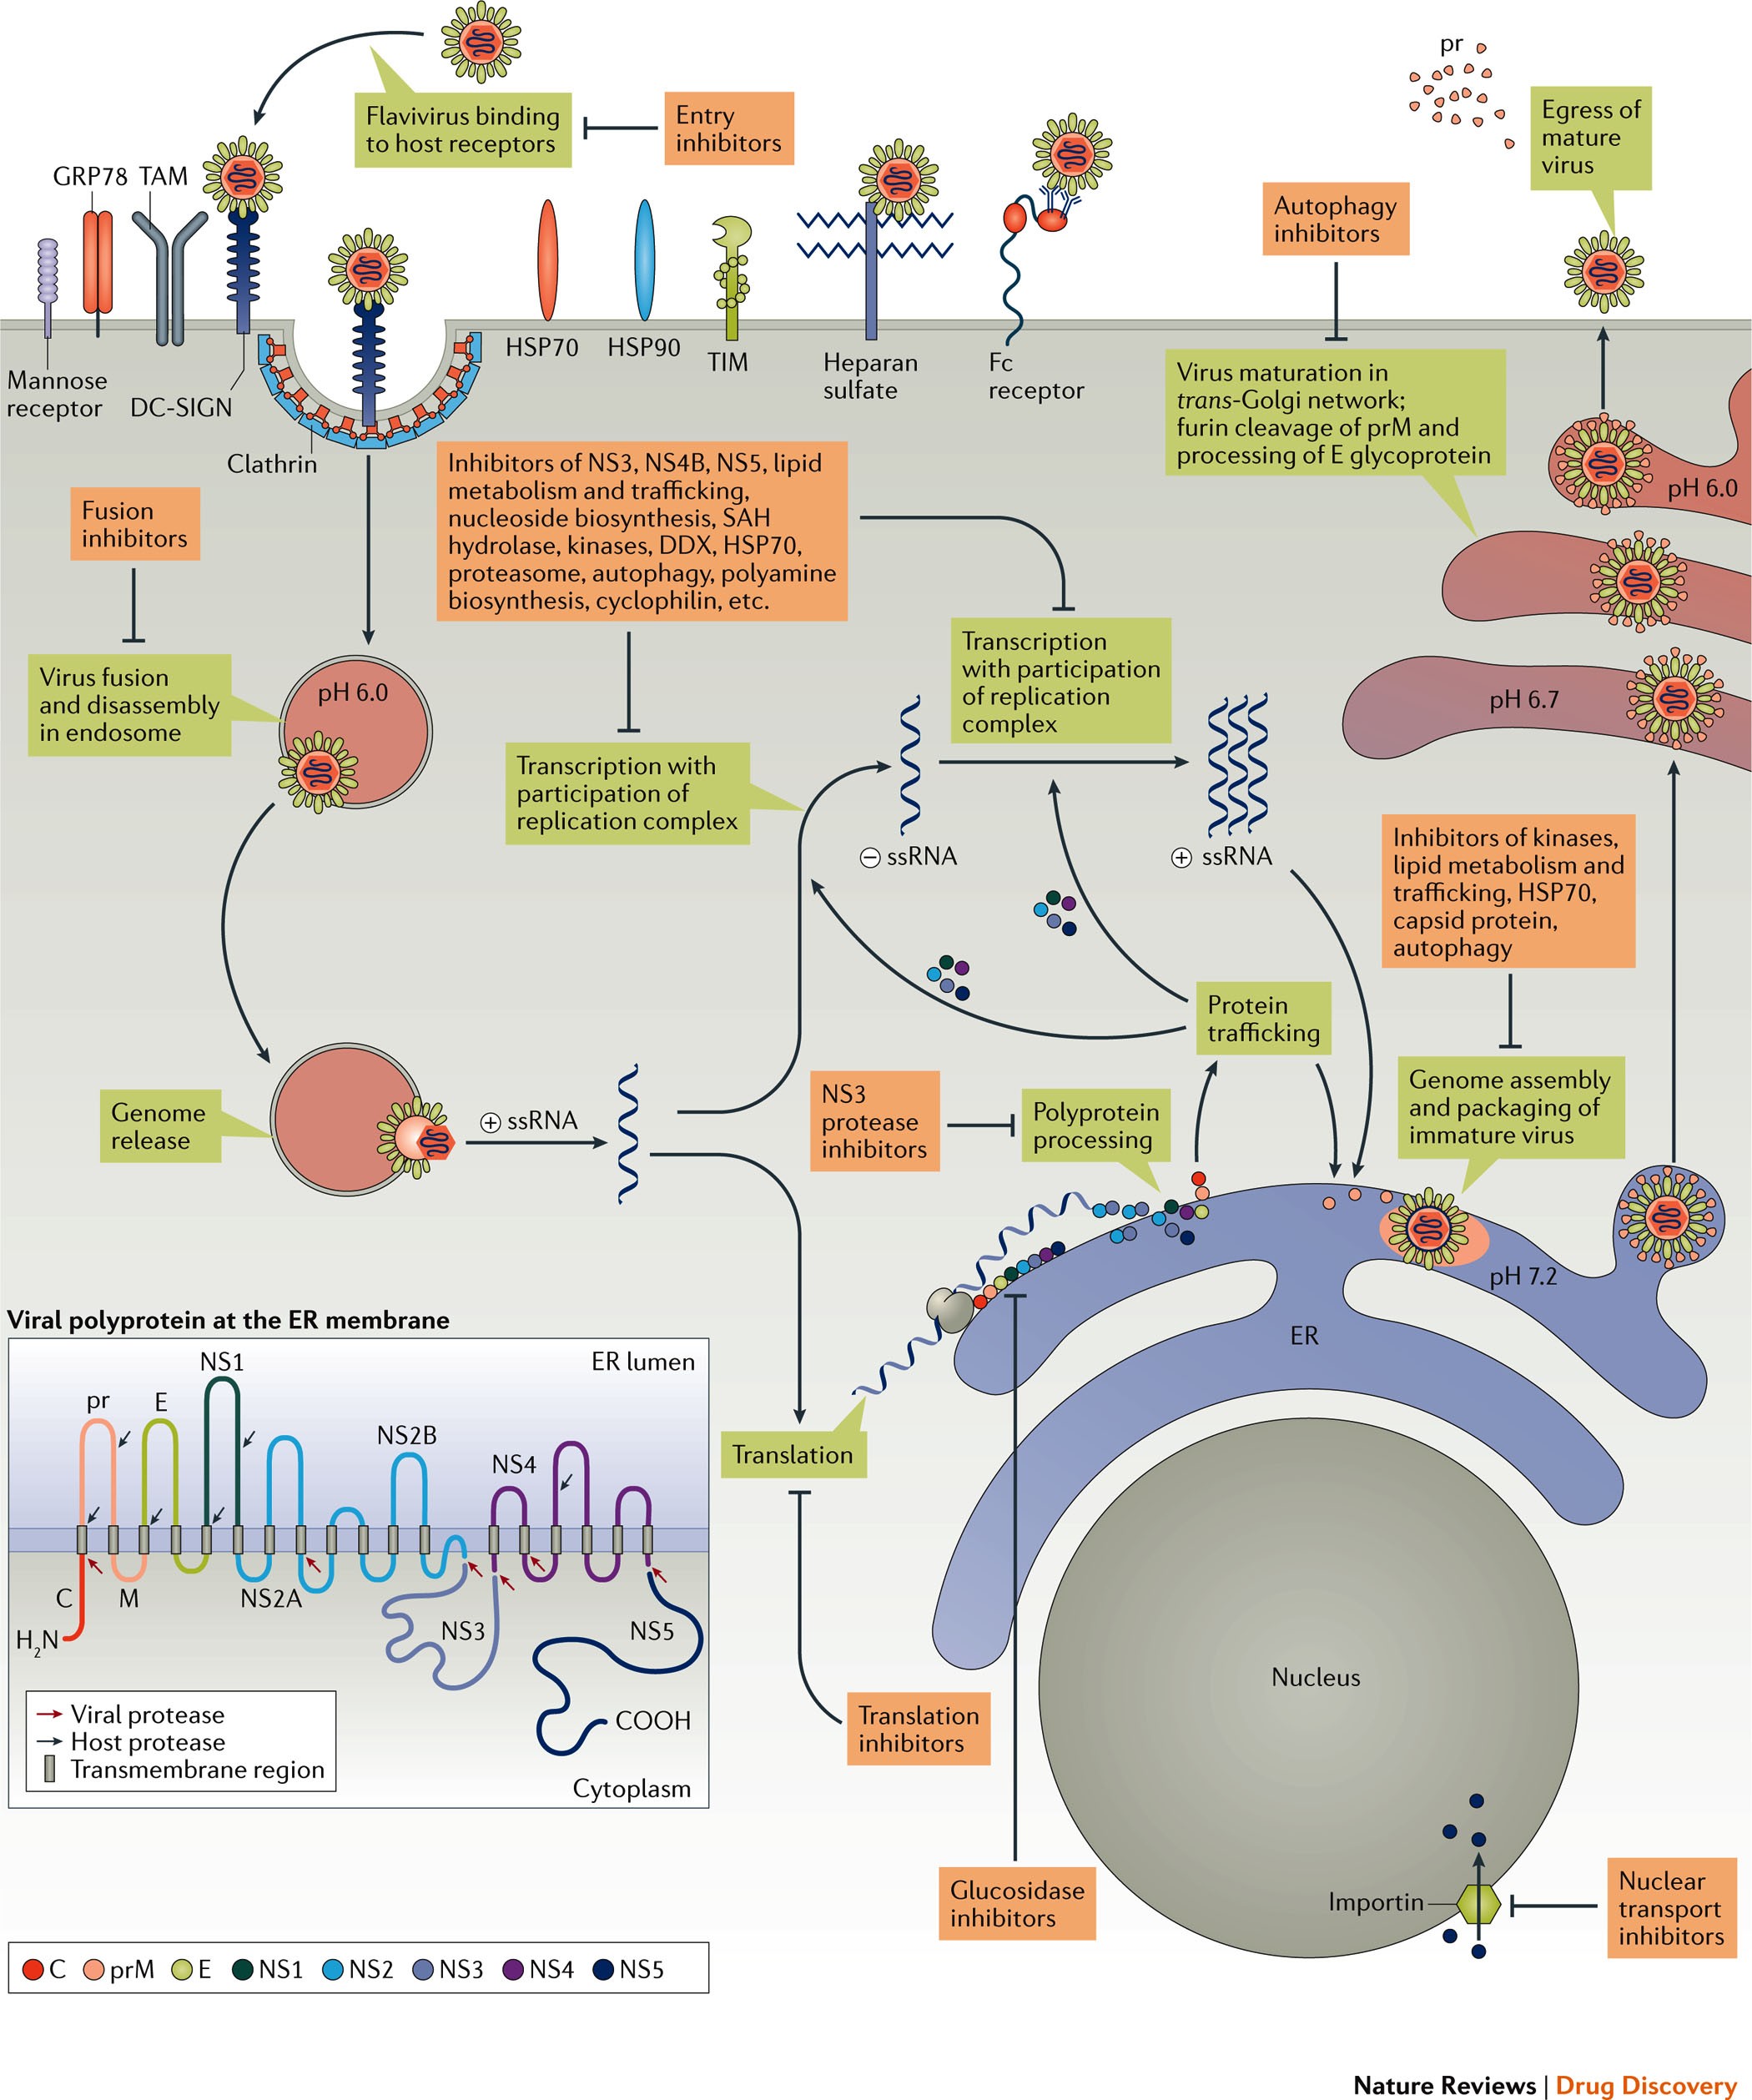 pr
Egress of
mature
virus
Flavivirus binding
to host receptors
Entry
inhibitors
GRP78 TAM
Autophagy
inhibitors
HSP70
HSP90
TIM
Heparan
sulfate
Fc
receptor
Mannose
receptor
DC-SIGN
Clathrin
Virus maturation in
trans-Golgi network;
furin cleavage of prM and
processing of E glycoprotein
pH 6.0
Inhibitors of NS3, NS4B, NS5, lipid
metabolism and trafficking,
nucleoside biosynthesis, SAH
hydrolase, kinases, DDX, HSP70,
proteasome, autophagy, polyamine
biosynthesis, cyclophilin, etc.
Fusion
inhibitors
Virus fusion
and disassembly
in endosome
pH 6.0
Transcription
with participation
of replication
complex
pH 6.7
Transcription with
participation of
replication complex
− ssRNA
+ ssRNA
Inhibitors of kinases,
lipid metabolism and
trafficking, HSP70,
capsid protein,
autophagy
Protein
trafficking
Genome
release
+ ssRNA
NS3
protease
inhibitors
Polyprotein
processing
Genome assembly
and packaging of
immature virus
pH 7.2
ER
Viral polyprotein at the ER membrane
ER lumen
NS1
pr
E
NS2B
NS4
C
M
NS2A
H2N
NS3
NS5
COOH
Viral protease
Host protease
Transmembrane region
Cytoplasm
Translation
Translation
inhibitors
Nucleus
Glucosidase
inhibitors
Importin
Nuclear
transport
inhibitors
C prM E NS1 NS2 NS3 NS4 NS5
Nature Reviews | Drug Discovery